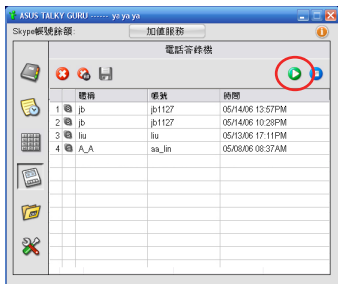 ASUS TALKY GURU ------ ya ya ya
Skype帳號餘額: 加值服務
電話答錄機
暱稱 帳號 時間
1 jb jb1127 05/14/06 13:57PM
2 jb jb1127 05/14/06 10:28PM
3 liu liu 05/13/06 17:11PM
4 A_A aa_lin 05/08/06 08:37AM